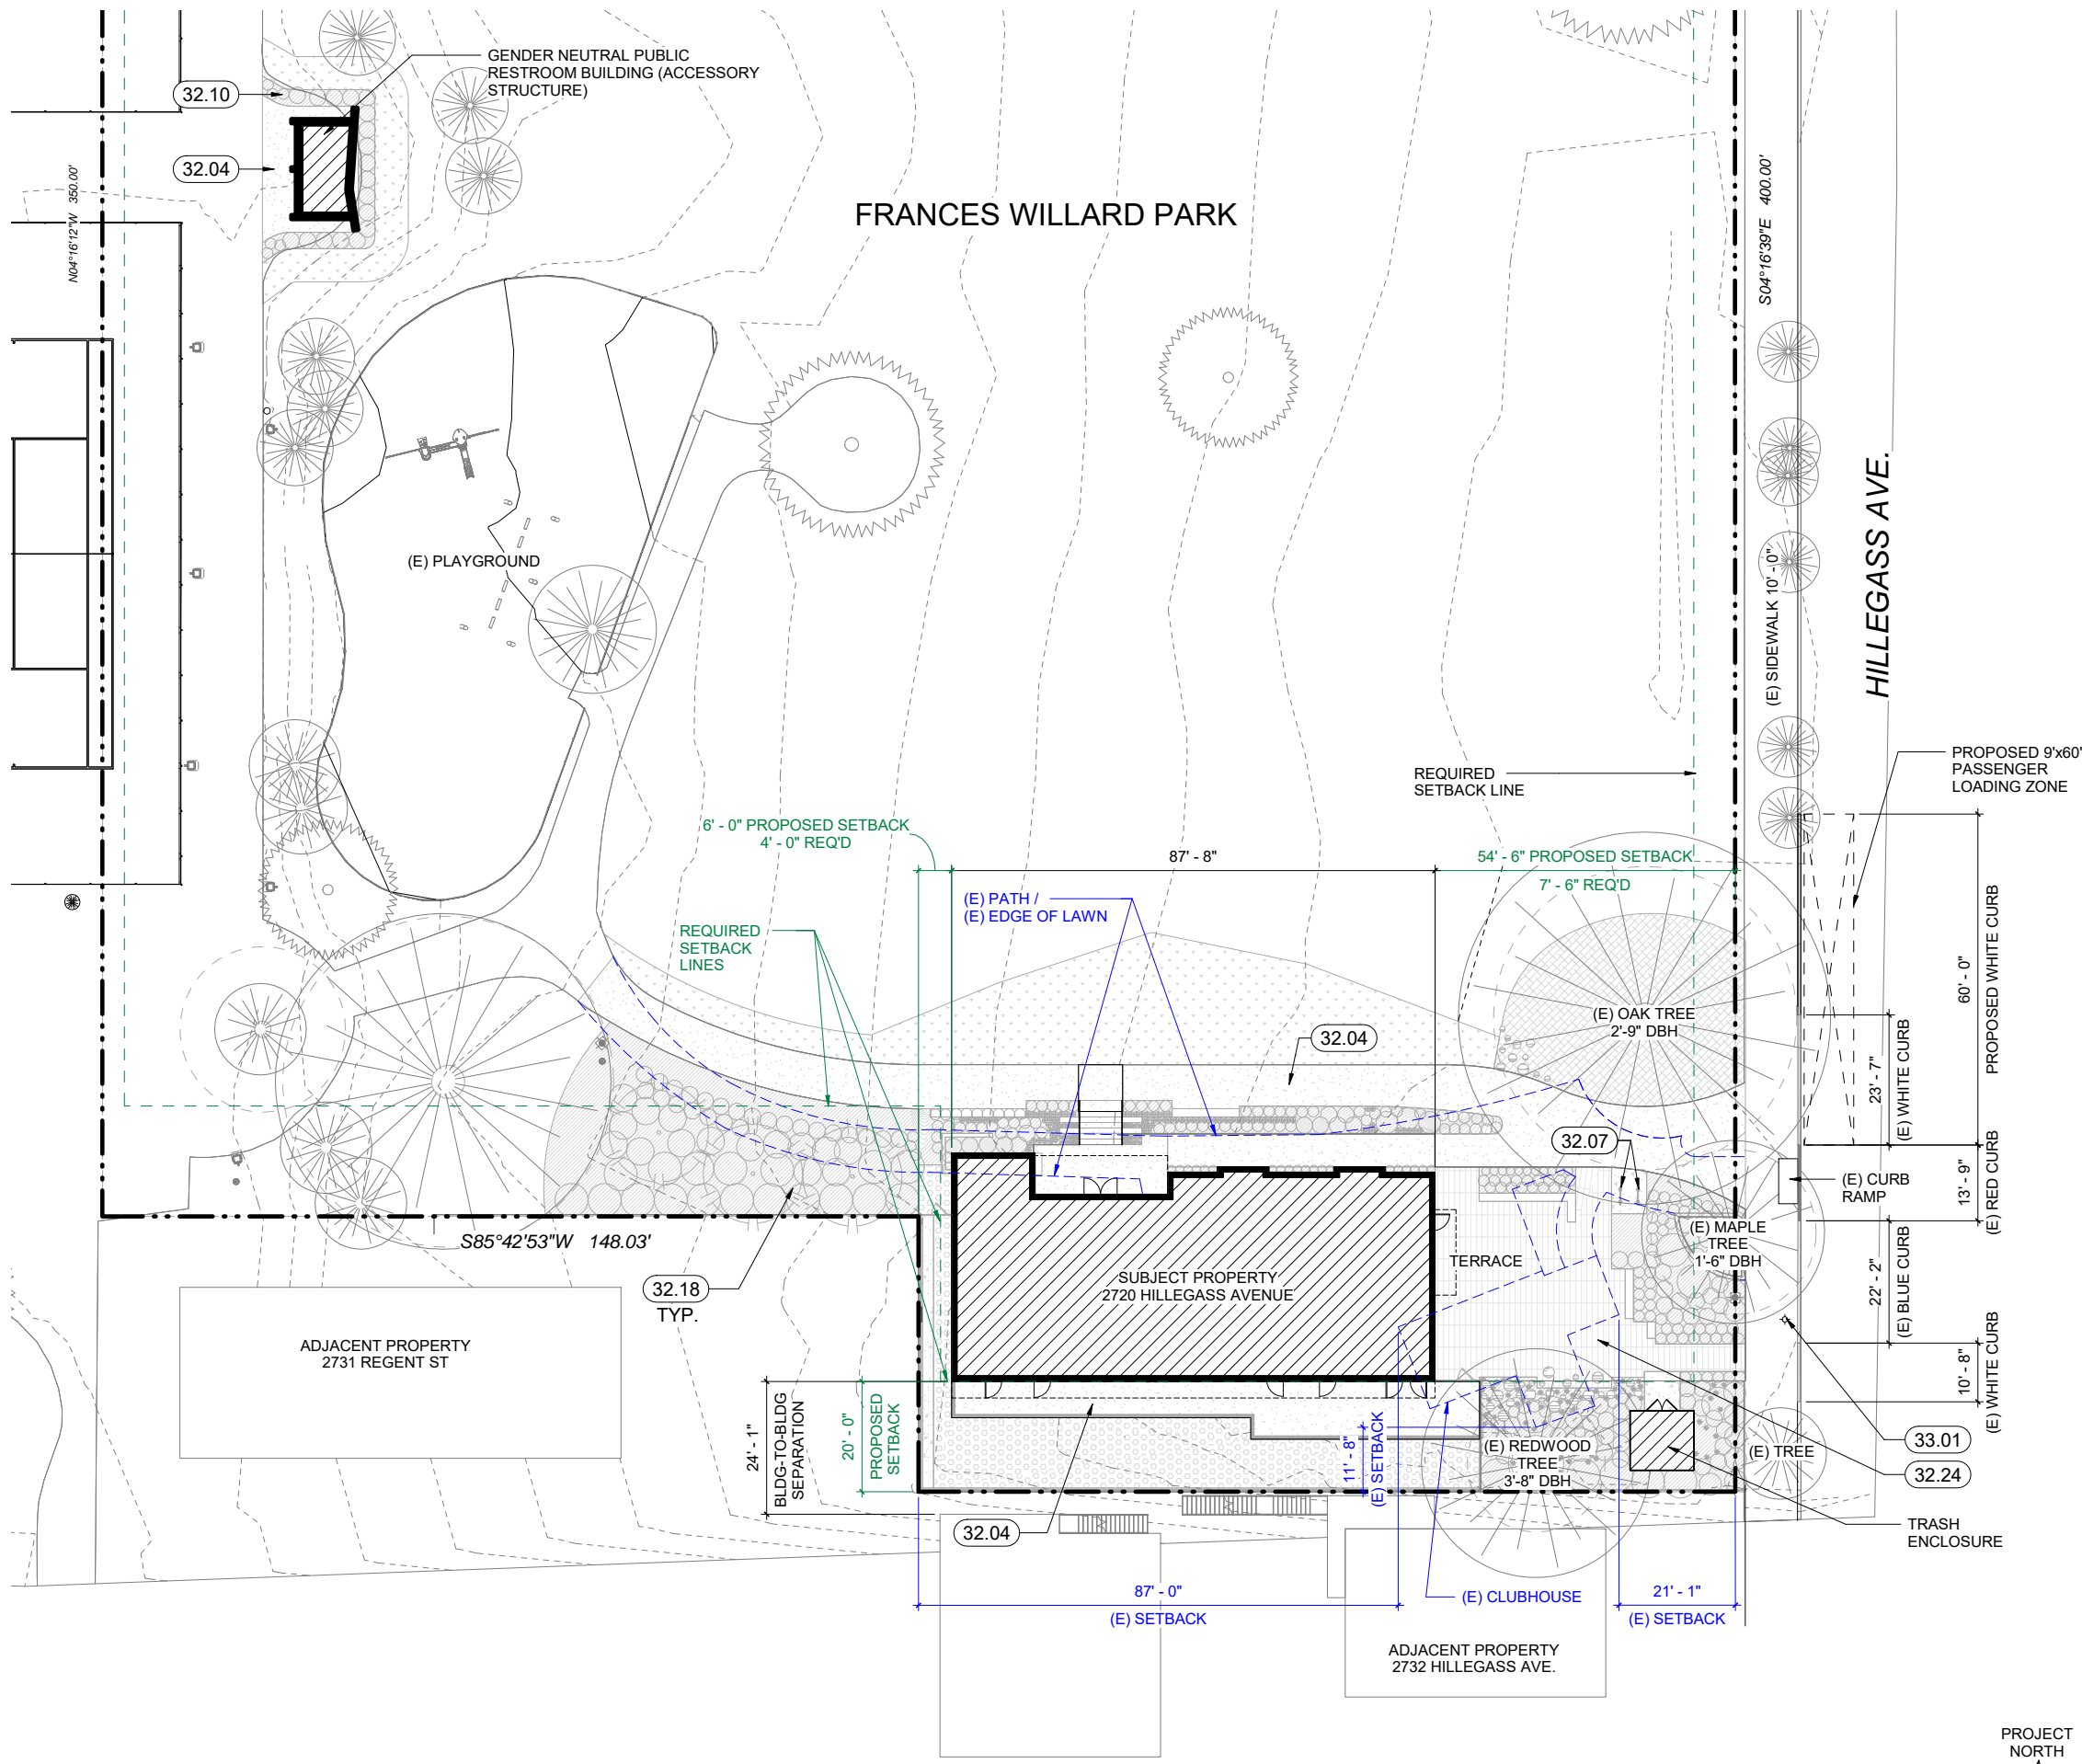 GENDER NEUTRAL PUBLIC
RESTROOM BUILDING (ACCESSORY
STRUCTURE)
32.10
32.04
N04°16'12"W 350.00'
FRANCES WILLARD PARK
S04°16'39"E 400.00'
(E) SIDEWALK 10' - 0"
HILLEGASS AVE.
(E) PLAYGROUND
REQUIRED
SETBACK LINE
PROPOSED 9'x60'
PASSENGER
LOADING ZONE
6' - 0" PROPOSED SETBACK
4' - 0" REQ'D
87' - 8"
54' - 6" PROPOSED SETBACK
7' - 6" REQ'D
(E) PATH /
(E) EDGE OF LAWN
REQUIRED
SETBACK
LINES
60' - 0"
PROPOSED WHITE CURB
(E) OAK TREE
2'-9" DBH
32.04
23' - 7"
(E) WHITE CURB
32.07
13' - 9"
(E) RED CURB
(E) CURB
RAMP
(E) MAPLE
TREE
1'-6" DBH
S85°42'53"W 148.03'
TERRACE
SUBJECT PROPERTY
2720 HILLEGASS AVENUE
22' - 2"
(E) BLUE CURB
32.18
TYP.
ADJACENT PROPERTY
2731 REGENT ST
10' - 8"
(E) WHITE CURB
24' - 1"
BLDG-TO-BLDG
SEPARATION
20' - 0"
PROPOSED
SETBACK
11' - 8"
(E) SETBACK
(E) REDWOOD
TREE
3'-8" DBH
(E) TREE
33.01
32.24
32.04
TRASH
ENCLOSURE
87' - 0"
(E) SETBACK
(E) CLUBHOUSE
21' - 1"
(E) SETBACK
ADJACENT PROPERTY
2732 HILLEGASS AVE.
PROJECT
NORTH